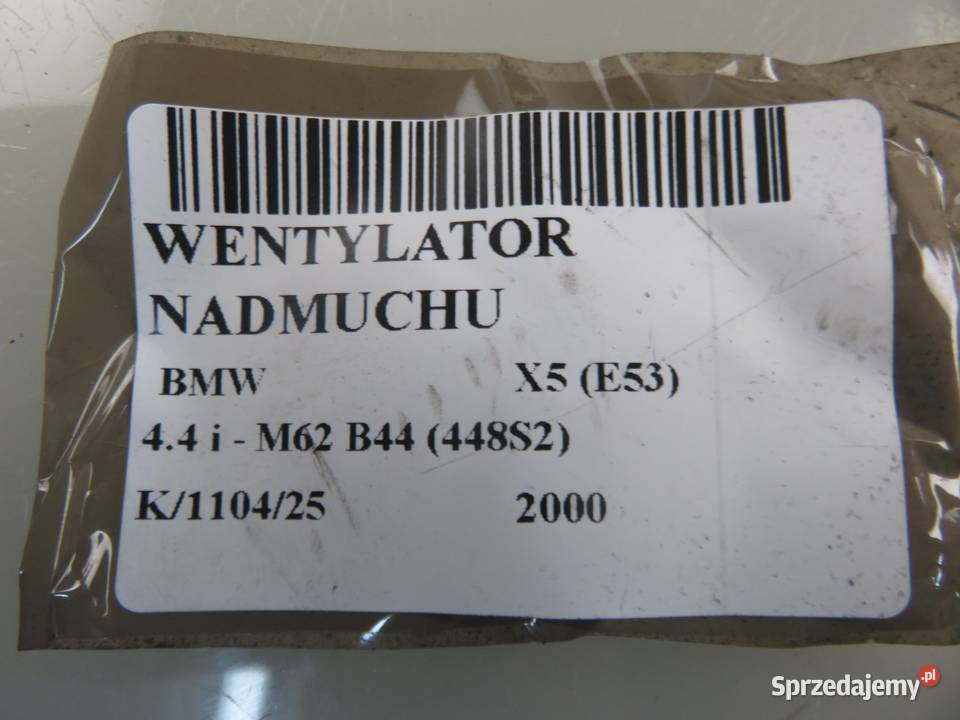 WENTYLATOR
NADMUCHU
BMW X5 (E53)
4.4 i - M62 B44 (448S2)
K/1104/25 2000
Sprzedajemy.pl